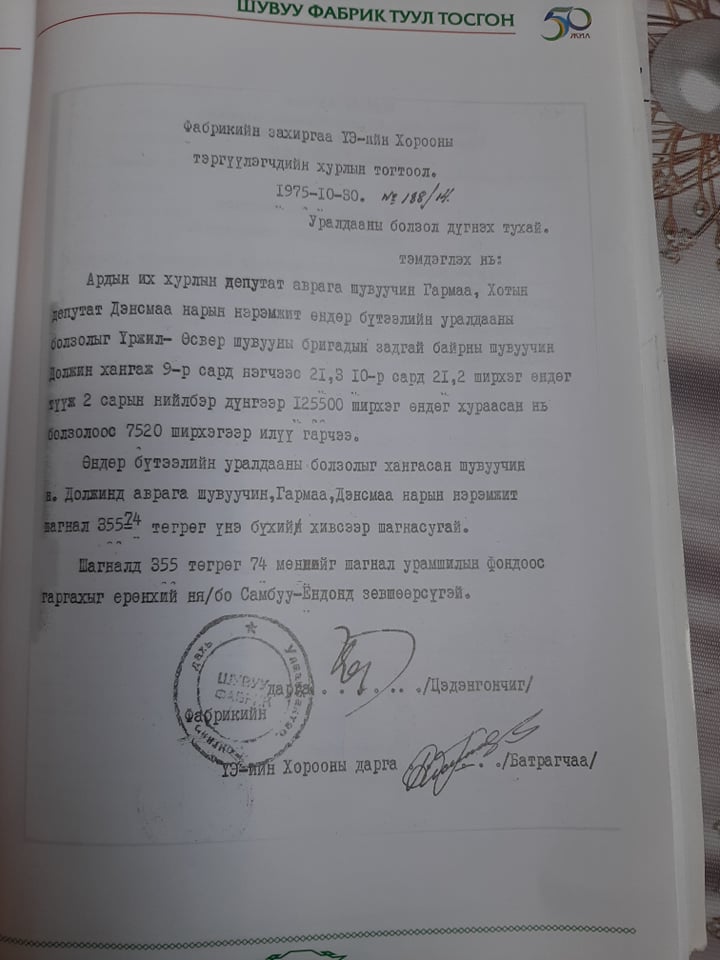 ШУВУУ ФАБРИК ТУУЛ ТОСГОН
50 ЖИЛ
Фабрикийн захиргаа ҮЭ-ийн Хорооны
тэргүүлэгчдийн хурлын тогтоол.
1975-10-30. № 188/14
Уралдааны болзол дүгнэх тухай.
тэмдэглэх нь:
Ардын их хурлын депутат аврага шувуучин Гармаа, Хотын
депутат Дэнсмаа нарын нэрэмжит өндөр бүтээлийн уралдааны
болзолыг Үржил- Өсвөр шувууны бригадын задгай байрны шувуучин
Должин хангаж 9-р сард нэгчээс 21,3 10-р сард 21,2 ширхэг өндөг
түүж 2 сарын нийлбэр дүнгээр 125500 ширхэг өндөг хураасан нь
болзолоос 7520 ширхэгээр илүү гарчээ.
Өндөр бүтээлийн уралдааны болзолыг хангасан шувуучин
н. Должинд аврага шувуучин,Гармаа,Дэнсмаа нарын нэрэмжит
шагнал 355-74 төгрөг үнэ бүхий хивсээр шагнасугай.
Шагналд 355 төгрөг 74 мөнгийг шагнал урамшилын фондоос
гаргахыг ерөнхий ня/бо Самбуу-Ёндонд зөвшөөрсүгэй.
ШУВУУ
ФАБРИК
дарга . . . . . . ./Цэдэнгончиг/
Фабрикийн
ҮЭ-ийн Хорооны дарга . . ./Батрагчаа/